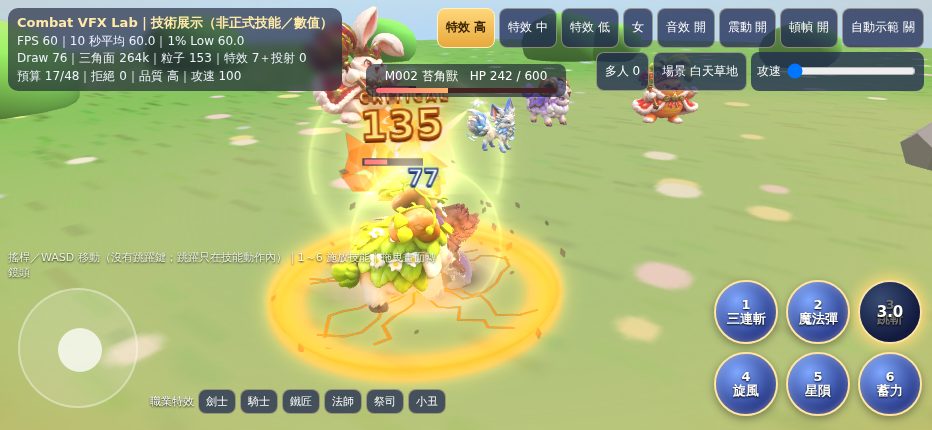 Combat VFX Lab｜技術展示（非正式技能／數值）
FPS 60｜10 秒平均 60.0｜1% Low 60.0
Draw 76｜三角面 264k｜粒子 153｜特效 7＋投射 0
預算 17/48｜拒絕 0｜品質 高｜攻速 100
特效 高
特效 中
特效 低
女
音效 開
震動 開
頓幀 開
自動示範 關
多人 0
場景 白天草地
攻速
M002 苔角獸 HP 242 / 600
CRITICAL
135
77
搖桿／WASD 移動（沒有跳躍鍵；跳躍只在技能動作內）｜1～6 施放技能｜拖曳畫面轉
鏡頭
1
三連斬
2
魔法彈
3
跳斬
3.0
4
旋風
5
星隕
6
蓄力
職業特效
劍士
騎士
鐵匠
法師
祭司
小丑